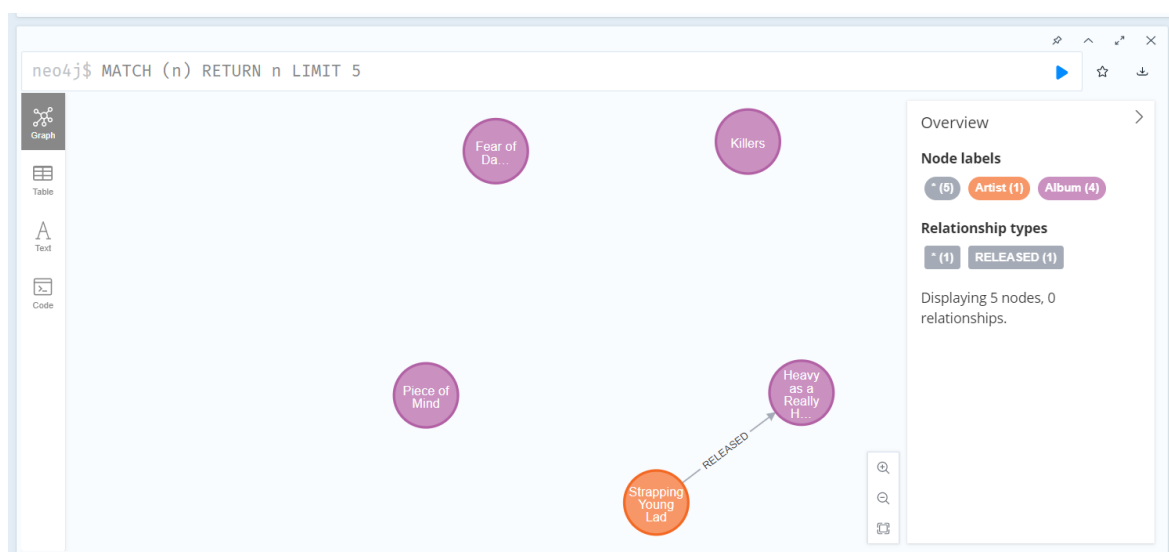 neo4j$ MATCH (n) RETURN n LIMIT 5
Graph
Table
Text
Code
Fear of
Da...
Killers
Piece of
Mind
Heavy
as a
Really
H...
RELEASED
Strapping
Young
Lad
Overview
Node labels
* (5) Artist (1) Album (4)
Relationship types
* (1) RELEASED (1)
Displaying 5 nodes, 0
relationships.